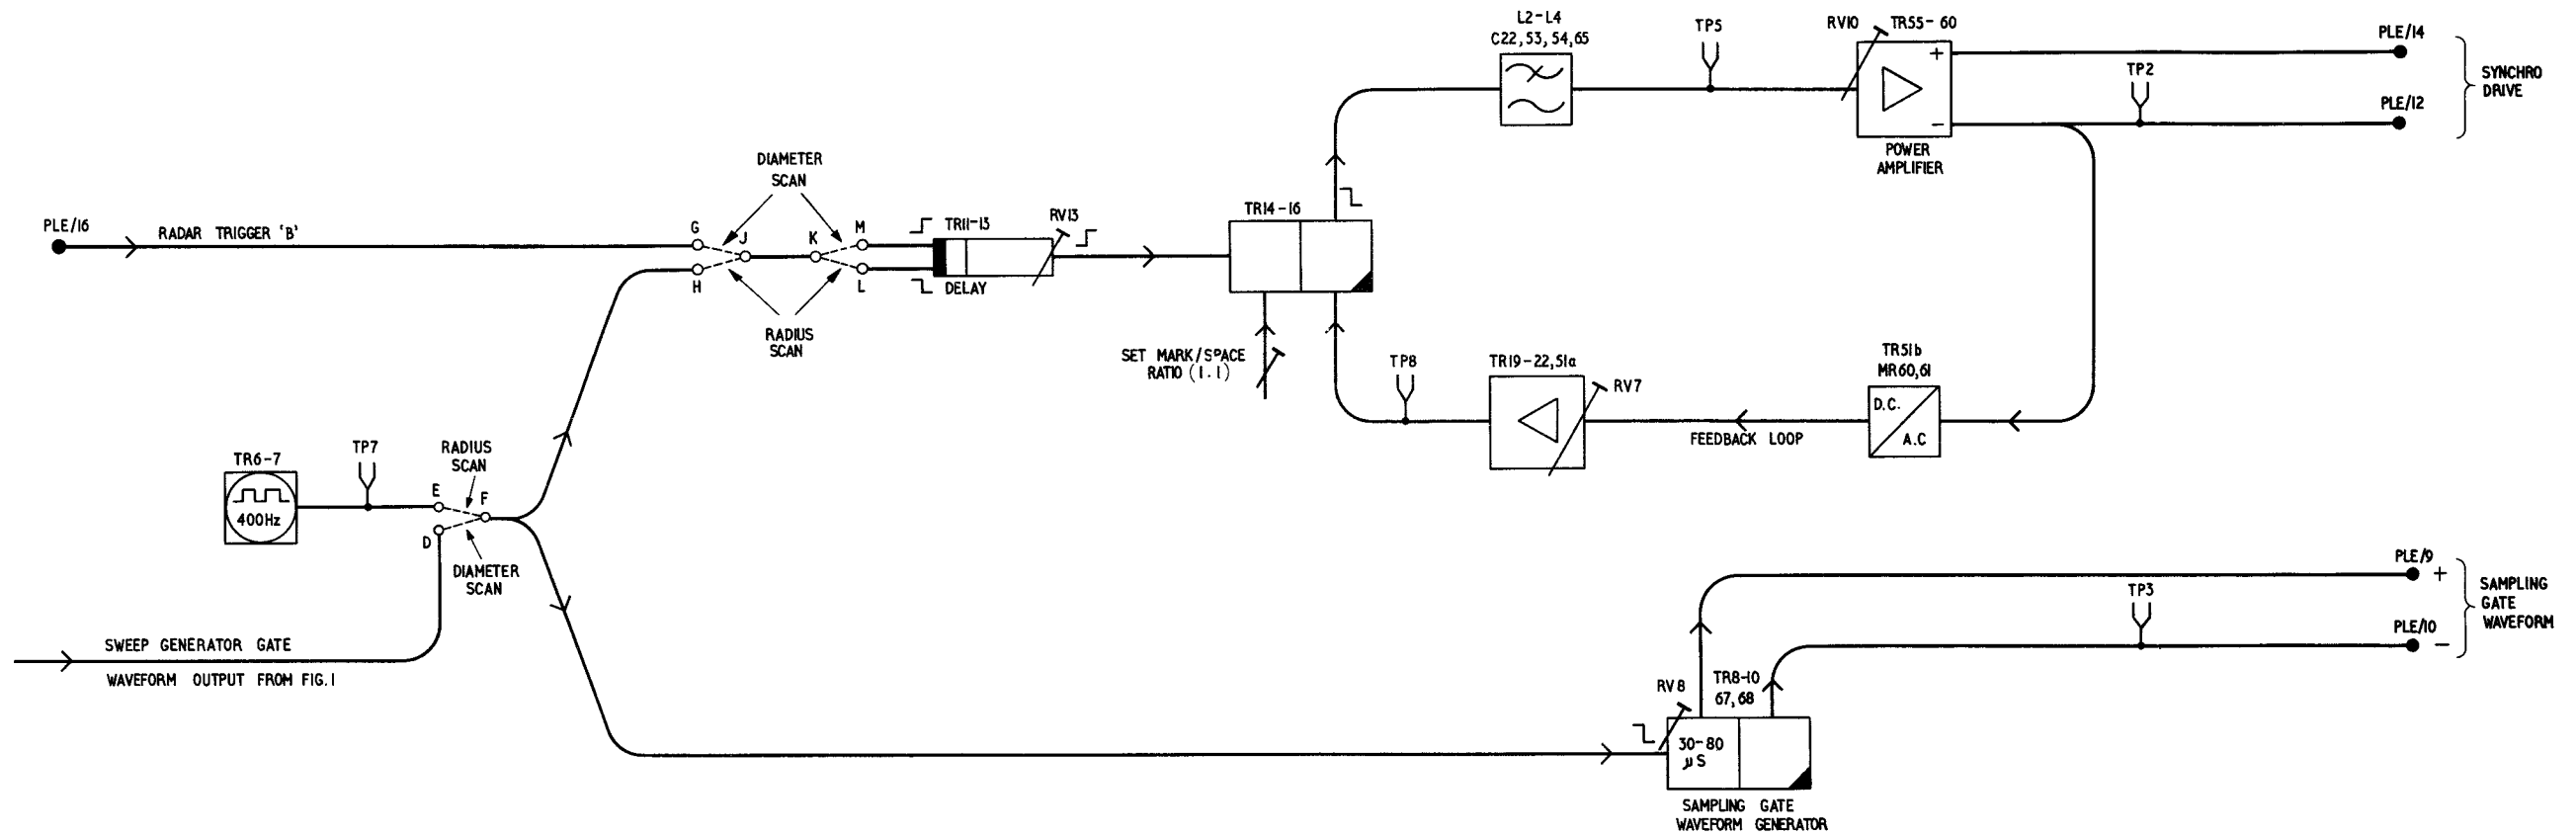 L2-L4
C22, 53, 54, 65
TP5
RV10
TR55-60
PLE/14
+
TP2
SYNCHRO
DRIVE
PLE/12
−
POWER
AMPLIFIER
DIAMETER
SCAN
PLE/16
RADAR TRIGGER 'B'
G
J
K
M
TR11-13
RV13
TR14-16
H
L
DELAY
RADIUS
SCAN
SET MARK/SPACE
RATIO (1.1)
TP8
TR19-22, 51a
RV7
TR51b
MR60, 61
D.C.
A.C
FEEDBACK LOOP
TR6-7
400Hz
TP7
RADIUS
SCAN
E
F
D
DIAMETER
SCAN
SWEEP GENERATOR GATE
WAVEFORM OUTPUT FROM FIG. 1
PLE/9
+
TP3
SAMPLING
GATE
WAVEFORM
PLE/10
−
RV8
TR8-10
67, 68
30-80
µS
SAMPLING GATE
WAVEFORM GENERATOR